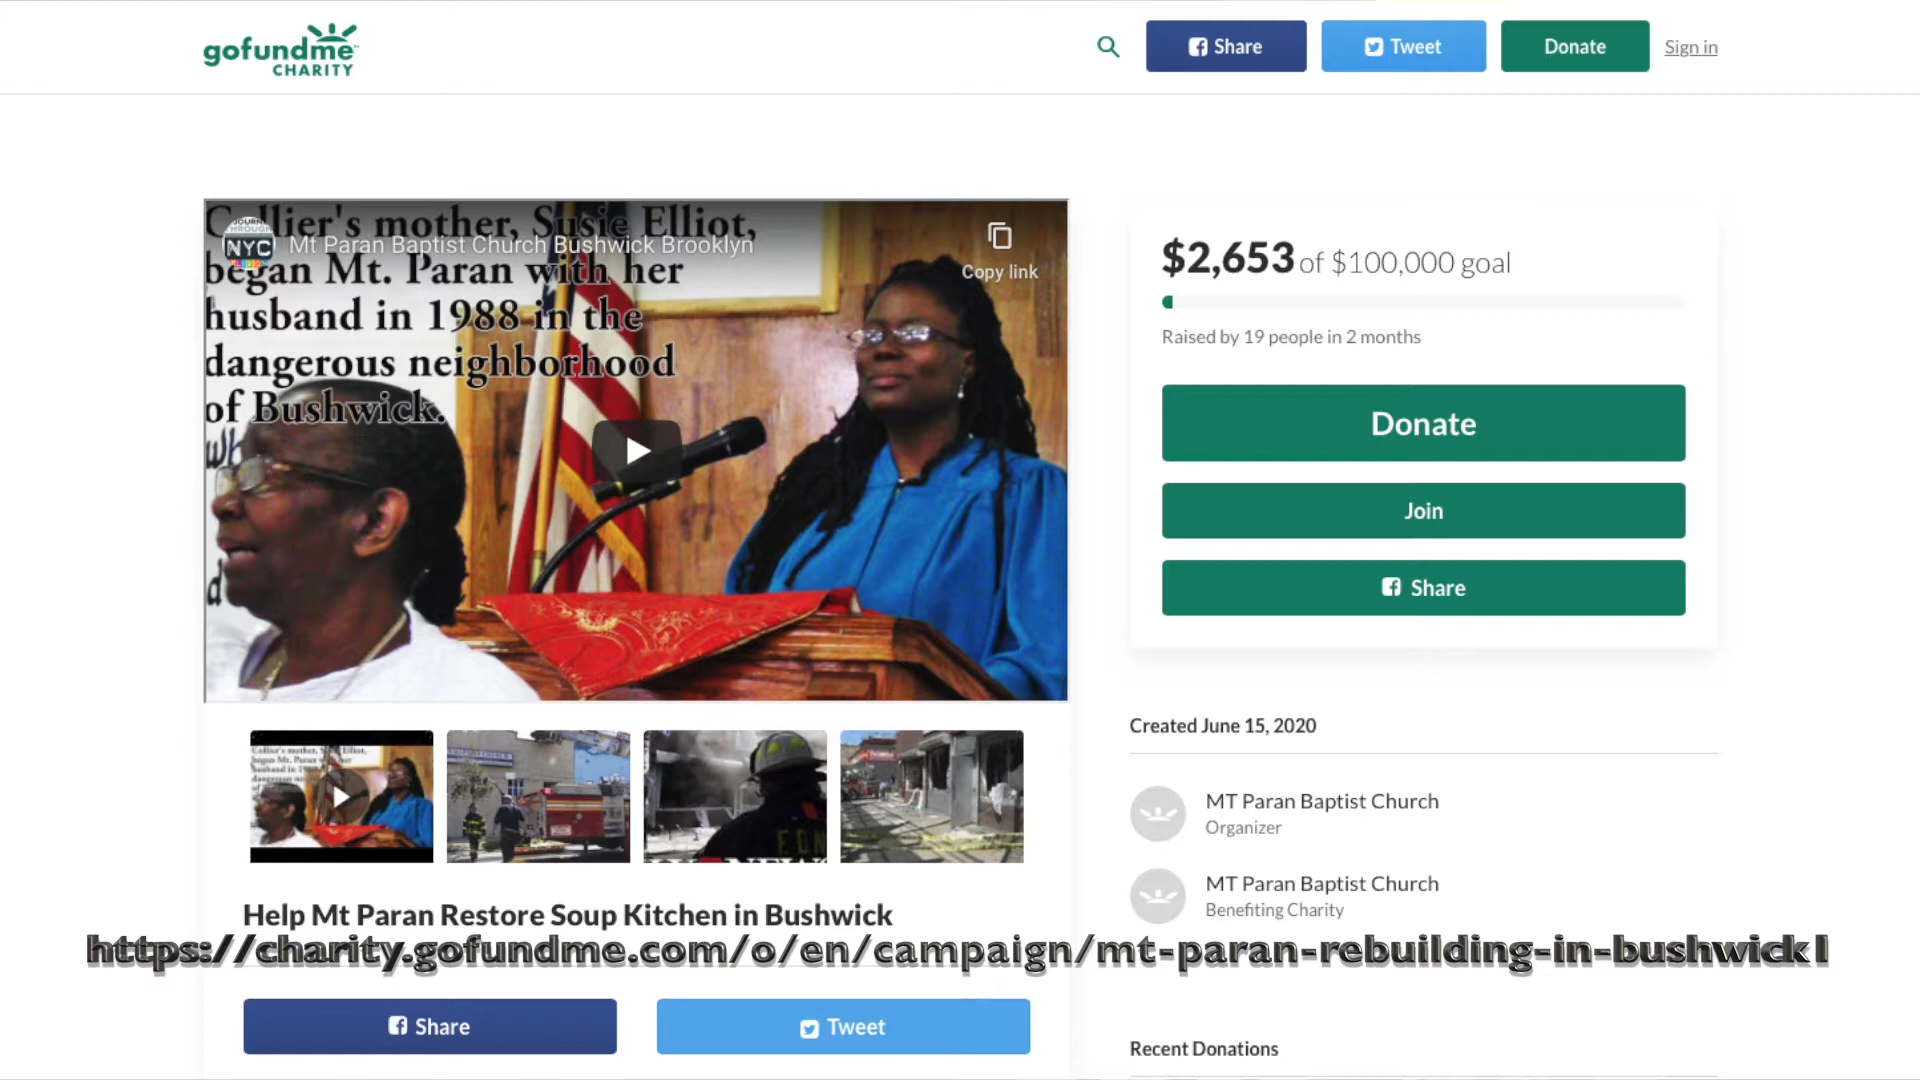 gofundme
CHARITY
Share
Tweet
Donate
Sign in
Collier's mother, Susie Elliot,
began Mt. Paran with her
husband in 1988 in the
dangerous neighborhood
of Bushwick.
NYC
Mt Paran Baptist Church Bushwick Brooklyn
Copy link
$2,653 of $100,000 goal
Raised by 19 people in 2 months
Donate
Join
Share
Created June 15, 2020
MT Paran Baptist Church
Organizer
MT Paran Baptist Church
Benefiting Charity
Help Mt Paran Restore Soup Kitchen in Bushwick
https://charity.gofundme.com/o/en/campaign/mt-paran-rebuilding-in-bushwick1
Share
Tweet
Recent Donations